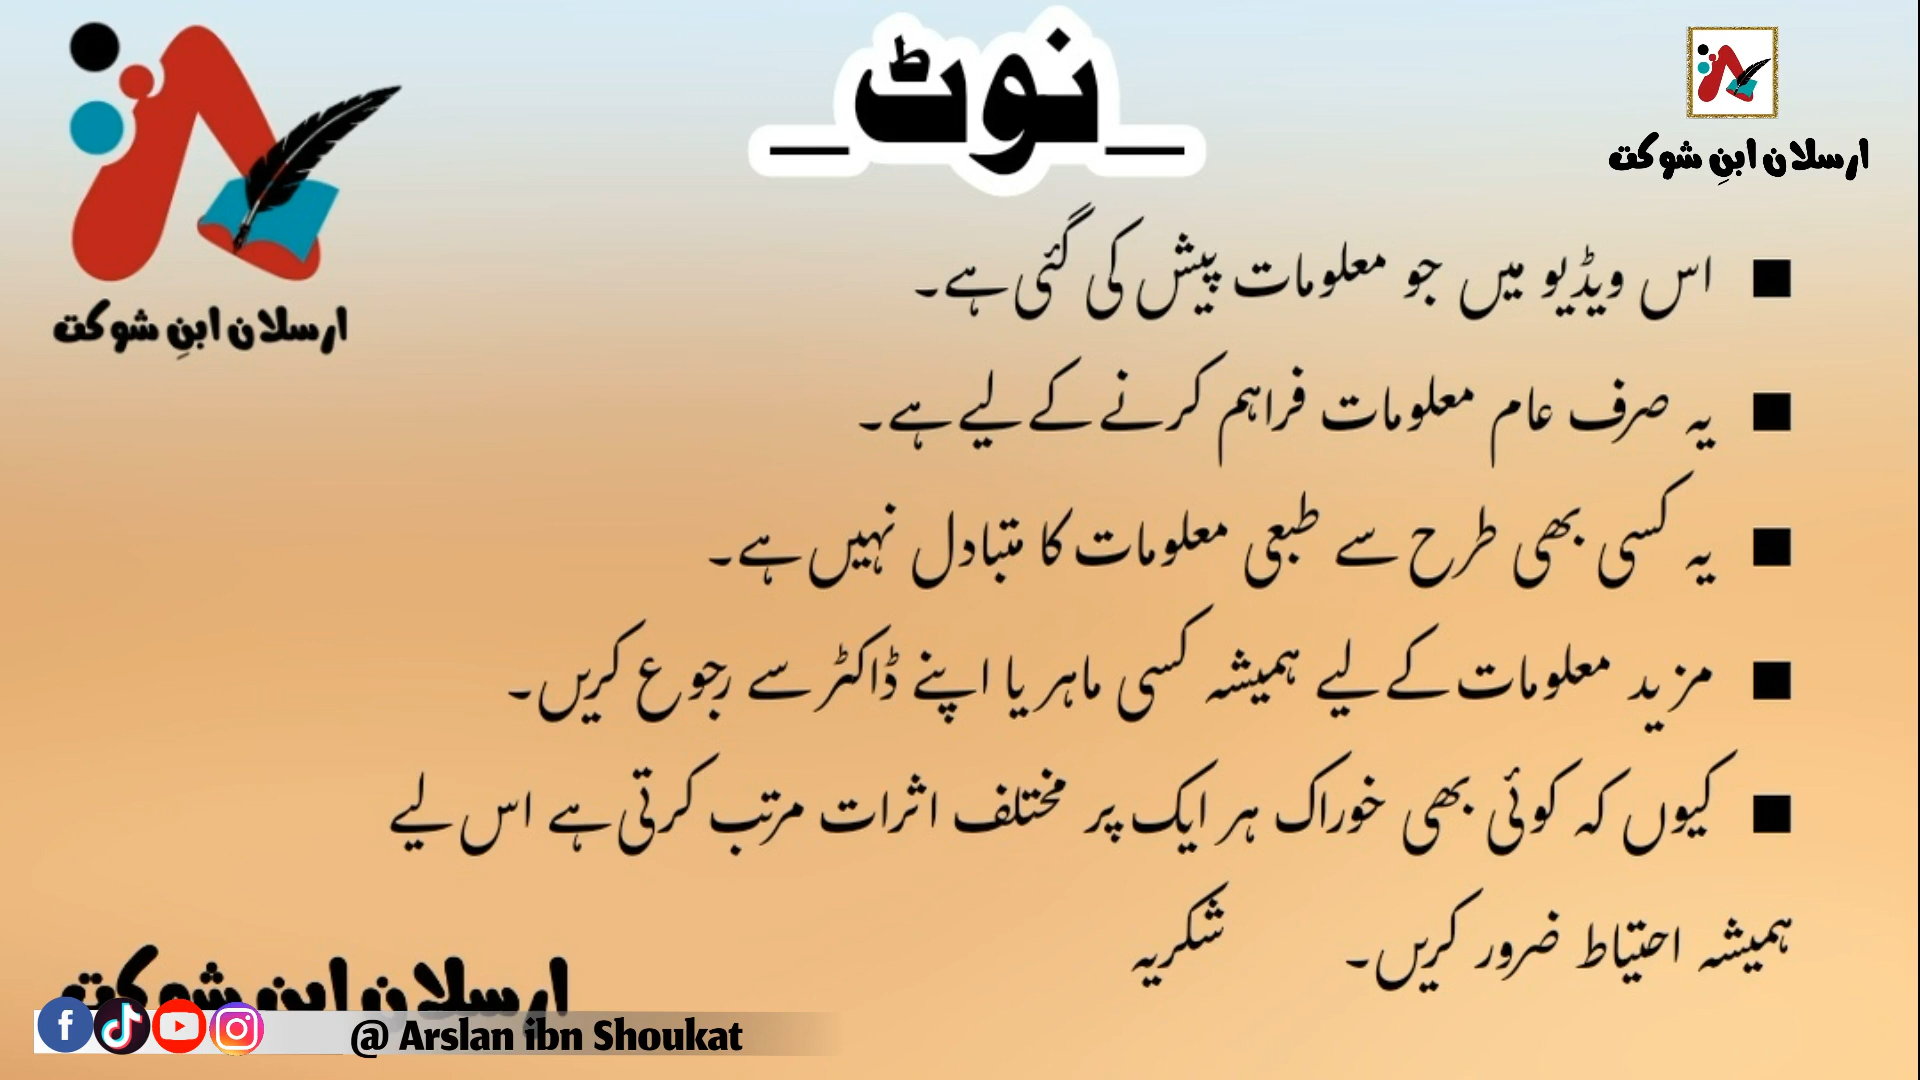 _نوٹ_
ارسلان ابنِ شوکت
ارسلان ابنِ شوکت
■ اس ویڈیو میں جو معلومات پیش کی گئی ہے۔
■ یہ صرف عام معلومات فراہم کرنے کے لیے ہے۔
■ یہ کسی بھی طرح سے طبعی معلومات کا متبادل نہیں ہے۔
■ مزید معلومات کے لیے ہمیشہ کسی ماہر یا اپنے ڈاکٹر سے رجوع کریں۔
■ کیوں کہ کوئی بھی خوراک ہر ایک پر مختلف اثرات مرتب کرتی ہے اس لیے
ہمیشہ احتیاط ضرور کریں۔ شکریہ
ارسلان ابن شوکت
@ Arslan ibn Shoukat